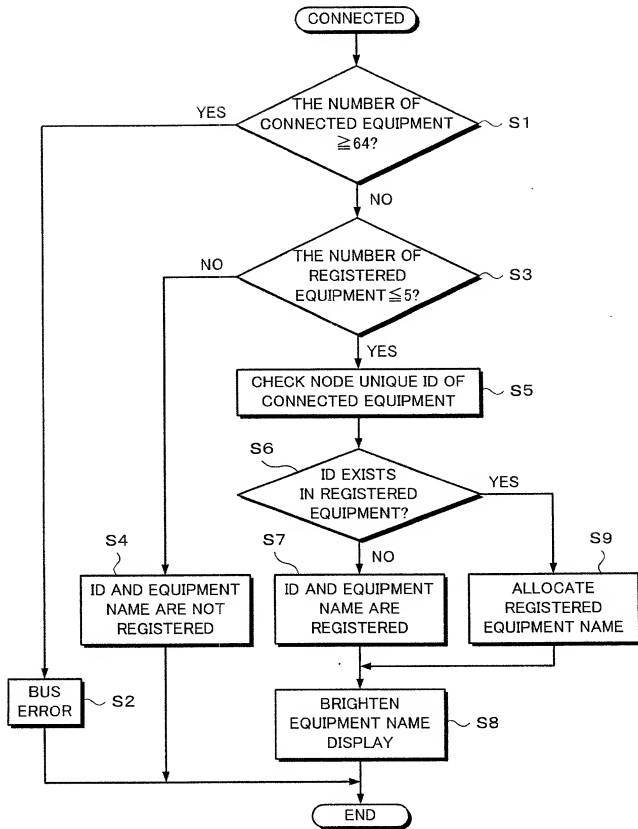 CONNECTED
THE NUMBER OF
CONNECTED EQUIPMENT
≧64?
S1
YES
NO
THE NUMBER OF
REGISTERED
EQUIPMENT≦5?
S3
NO
YES
CHECK NODE UNIQUE ID OF
CONNECTED EQUIPMENT
S5
S6
ID EXISTS
IN REGISTERED
EQUIPMENT?
YES
NO
S4
ID AND EQUIPMENT
NAME ARE NOT
REGISTERED
S7
ID AND EQUIPMENT
NAME ARE
REGISTERED
S9
ALLOCATE
REGISTERED
EQUIPMENT NAME
BUS
ERROR
S2
BRIGHTEN
EQUIPMENT NAME
DISPLAY
S8
END